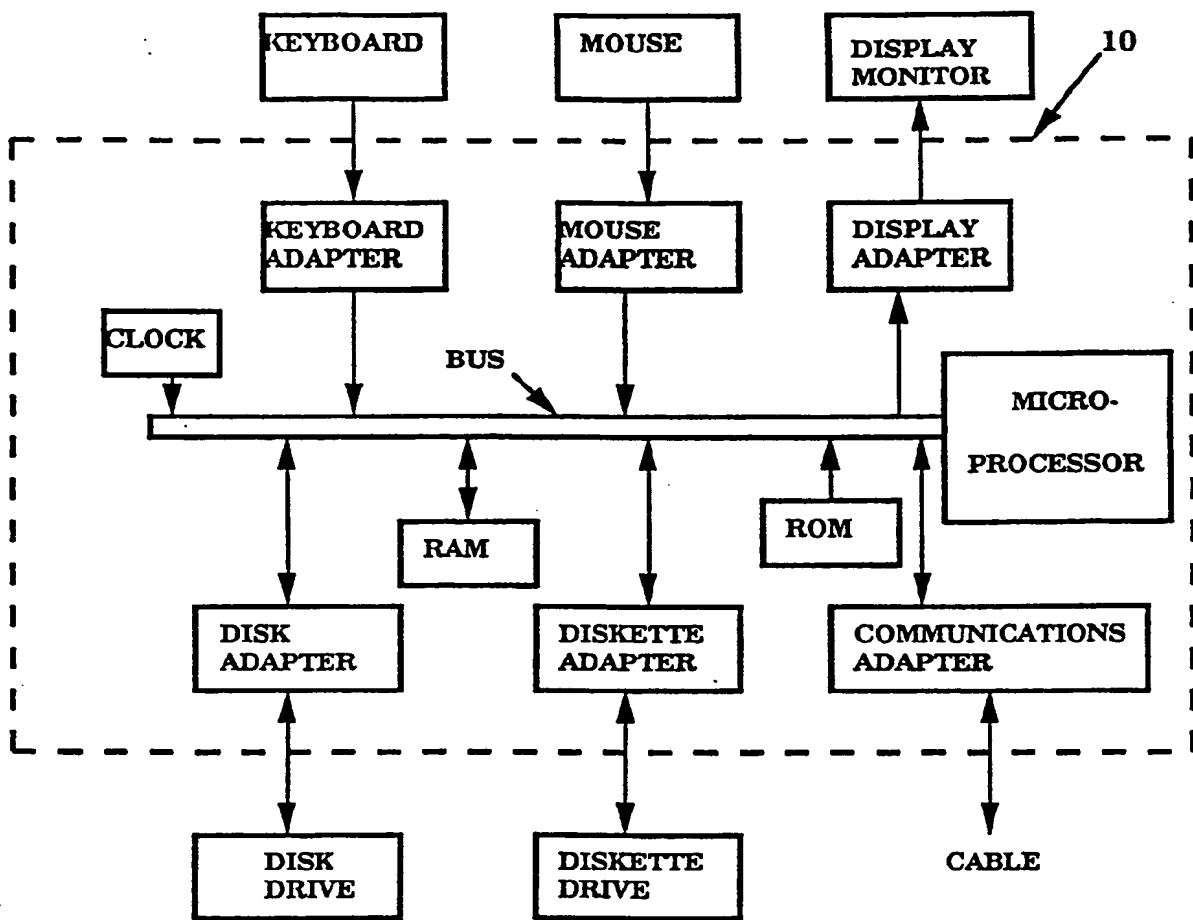 KEYBOARD
MOUSE
DISPLAY
MONITOR
10
KEYBOARD
ADAPTER
MOUSE
ADAPTER
DISPLAY
ADAPTER
CLOCK
BUS
MICRO-
PROCESSOR
RAM
ROM
DISK
ADAPTER
DISKETTE
ADAPTER
COMMUNICATIONS
ADAPTER
DISK
DRIVE
DISKETTE
DRIVE
CABLE